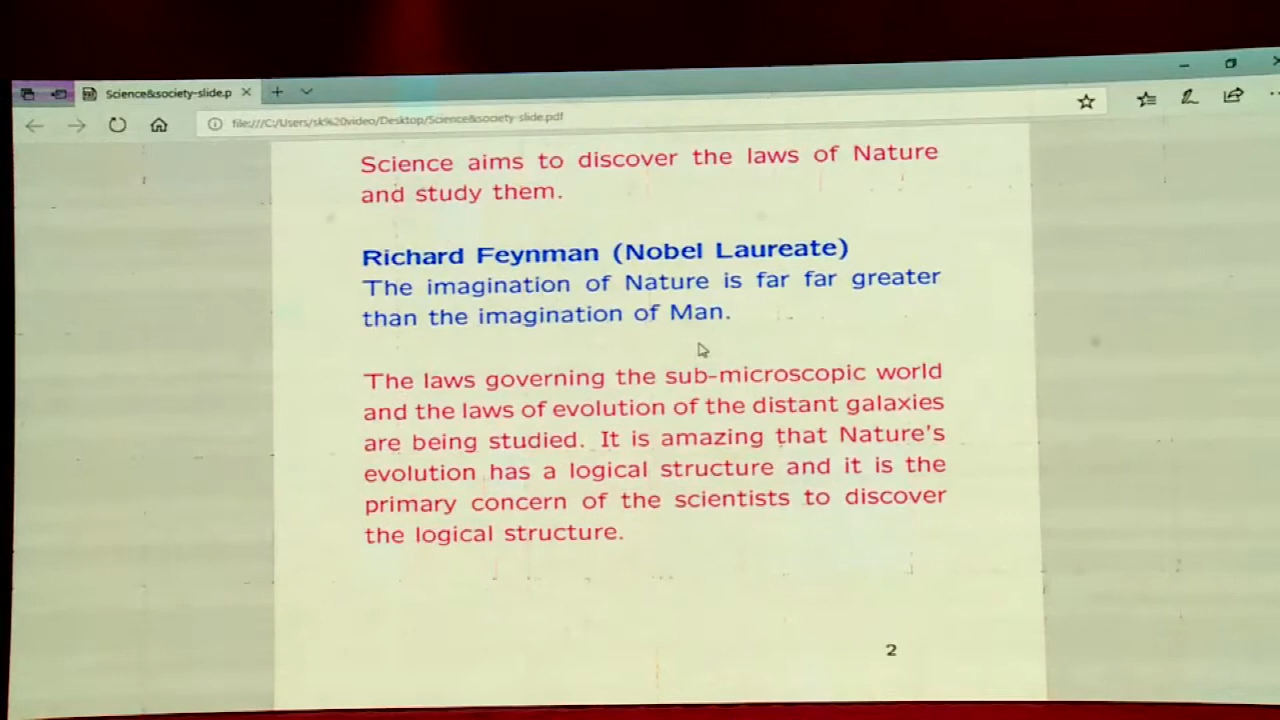 Science&society-slide.p
file:///C:/Users/sk%20video/Desktop/Science&society-slide.pdf
Science aims to discover the laws of Nature
and study them.
Richard Feynman (Nobel Laureate)
The imagination of Nature is far far greater
than the imagination of Man.
The laws governing the sub-microscopic world
and the laws of evolution of the distant galaxies
are being studied. It is amazing that Nature's
evolution has a logical structure and it is the
primary concern of the scientists to discover
the logical structure.
2